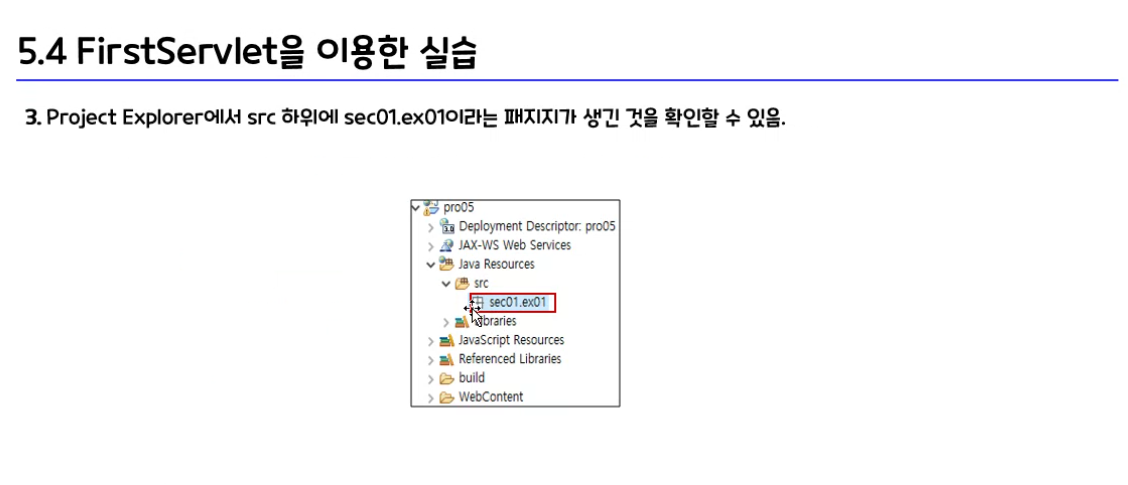 5.4 FirstServlet을 이용한 실습
3. Project Explorer에서 src 하위에 sec01.ex01이라는 패지지가 생긴 것을 확인할 수 있음.
pro05
Deployment Descriptor: pro05
JAX-WS Web Services
Java Resources
src
sec01.ex01
JavaScript Resources
Referenced Libraries
build
WebContent